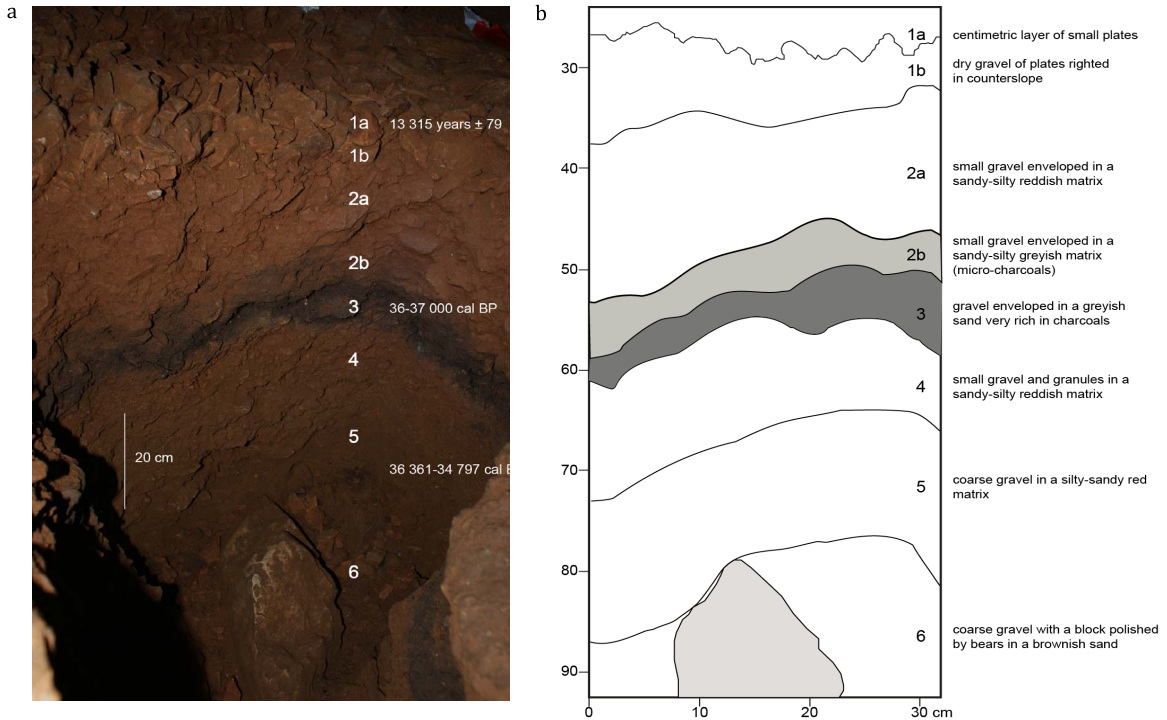 a
1a 13 315 years ± 79
1b
2a
2b
3 36-37 000 cal BP
4
5
20 cm
36 361-34 797 cal
6
b
1a centimetric layer of small plates
30
1b dry gravel of plates righted
in counterslope
40
2a small gravel enveloped in a
sandy-silty reddish matrix
2b small gravel enveloped in a
sandy-silty greyish matrix
(micro-charcoals)
50
3 gravel enveloped in a greyish
sand very rich in charcoals
60
4 small gravel and granules in a
sandy-silty reddish matrix
70
5 coarse gravel in a silty-sandy red
matrix
80
6 coarse gravel with a block polished
by bears in a brownish sand
90
0 10 20 30 cm